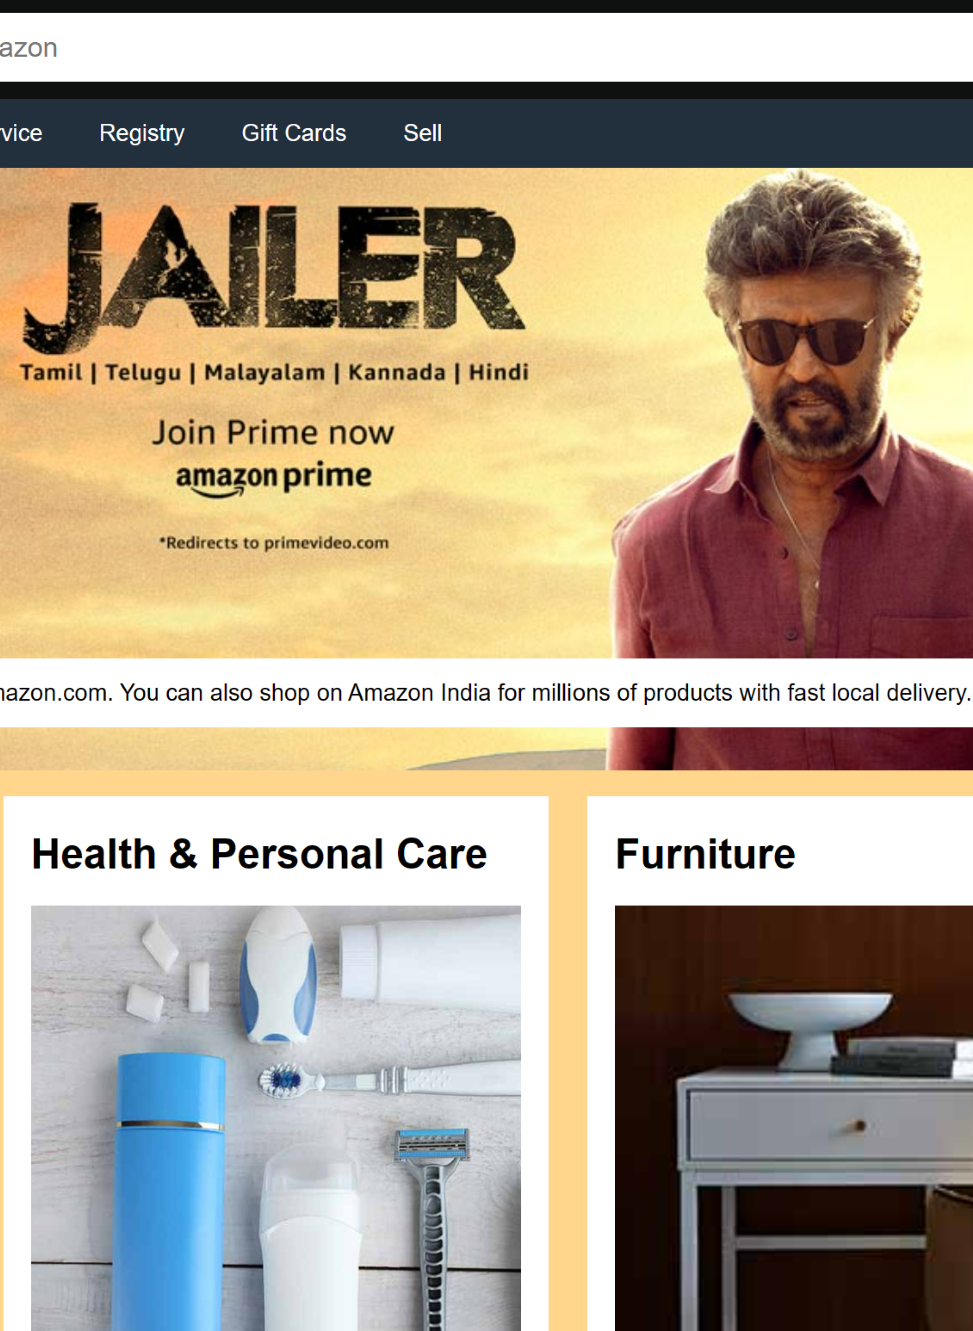 azon
vice
Registry
Gift Cards
Sell
JAILER
Tamil | Telugu | Malayalam | Kannada | Hindi
Join Prime now
amazon prime
*Redirects to primevideo.com
azon.com. You can also shop on Amazon India for millions of products with fast local delivery.
Health & Personal Care
Furniture